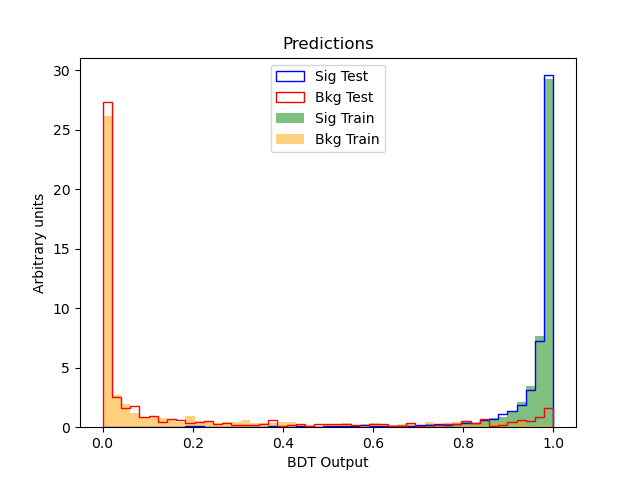 Predictions
Sig Test
Bkg Test
Sig Train
Bkg Train
30
25
20
15
10
5
0
Arbitrary units
0.0 0.2 0.4 0.6 0.8 1.0
BDT Output